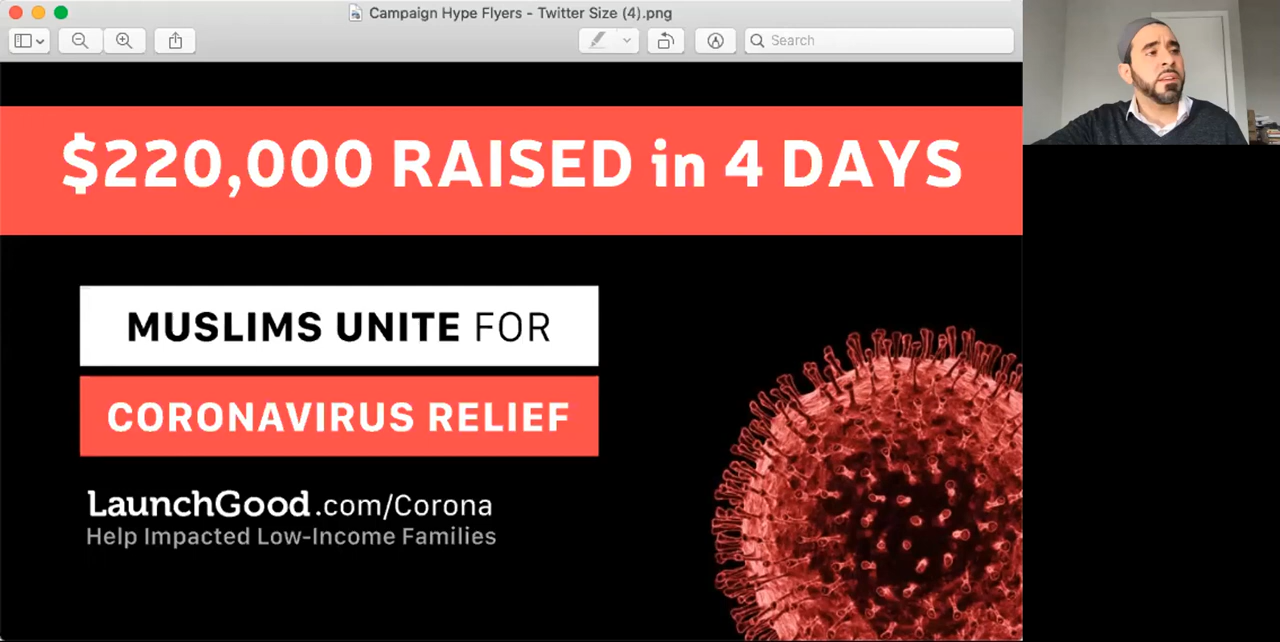 Campaign Hype Flyers - Twitter Size (4).png
Search
$220,000 RAISED in 4 DAYS
MUSLIMS UNITE FOR
CORONAVIRUS RELIEF
LaunchGood.com/Corona
Help Impacted Low-Income Families